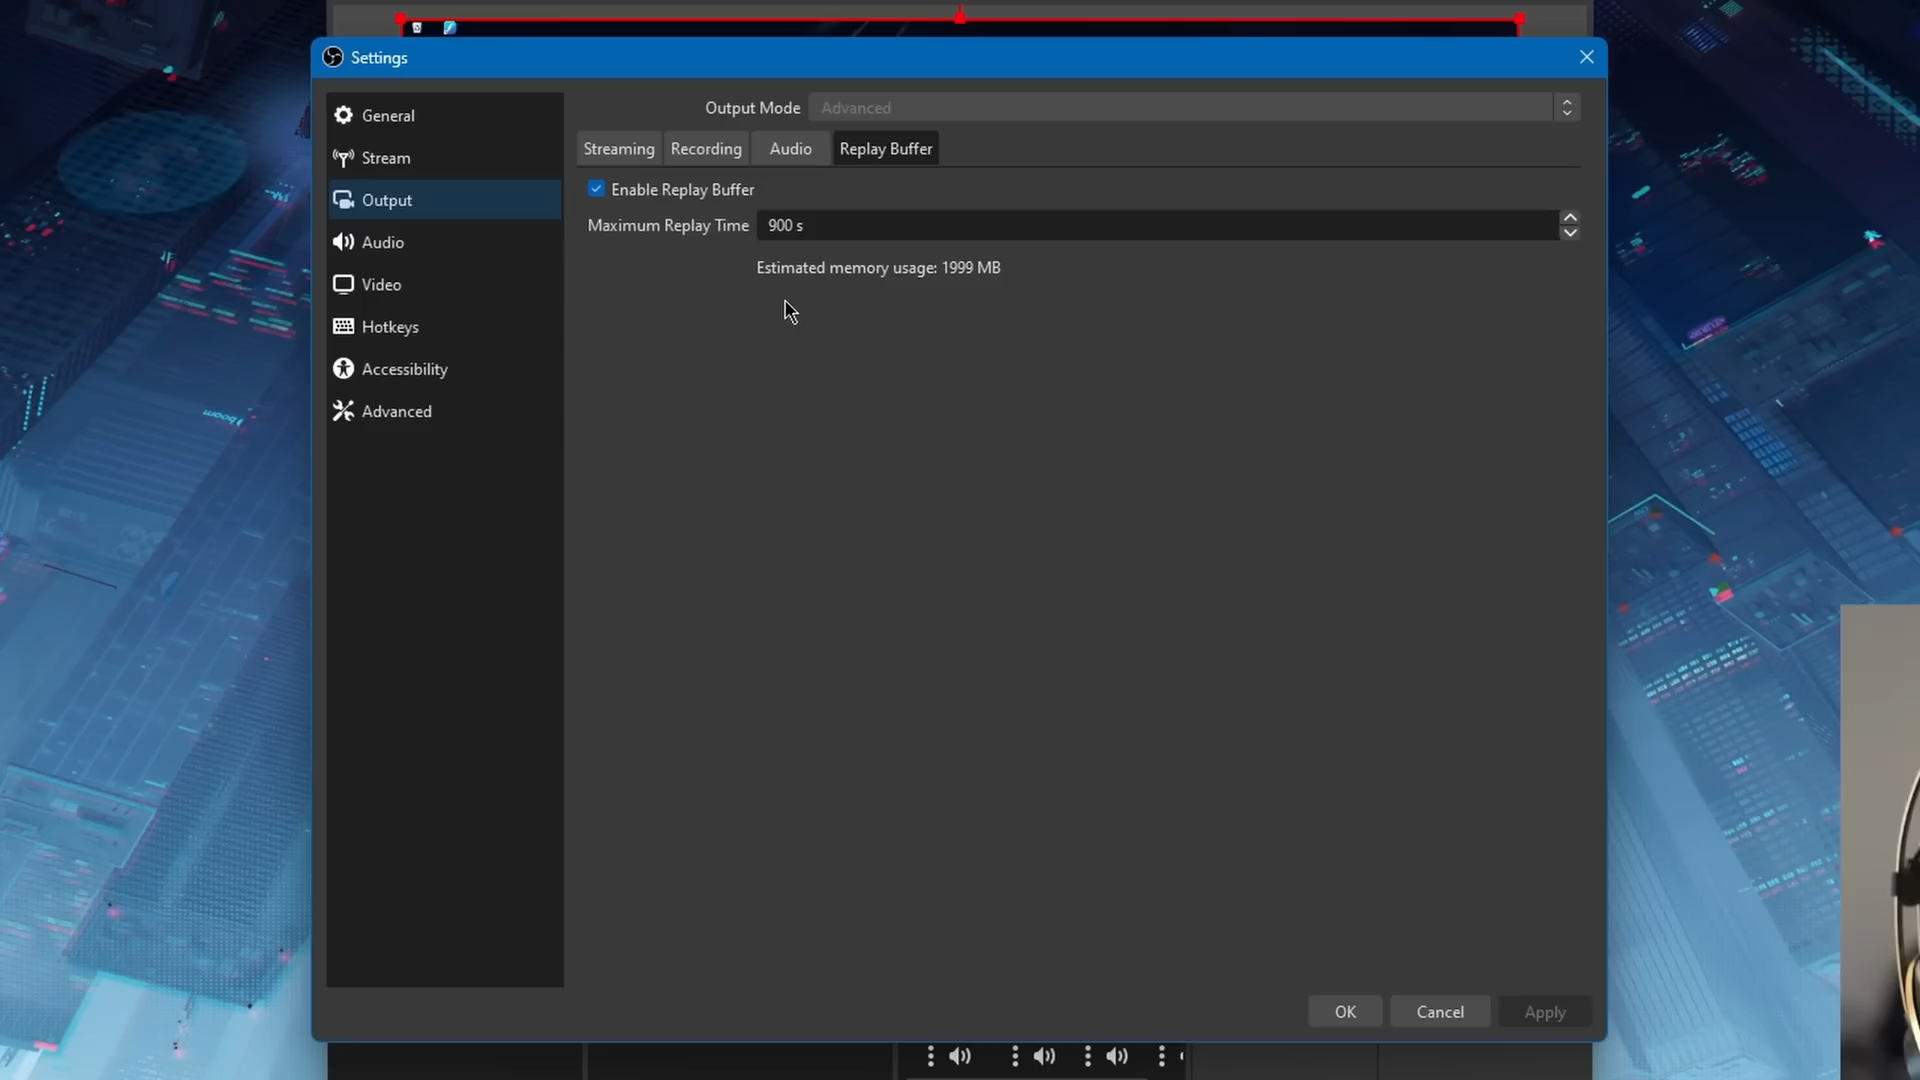 Settings
General
Stream
Output
Audio
Video
Hotkeys
Accessibility
Advanced
Output Mode Advanced
Streaming Recording Audio Replay Buffer
Enable Replay Buffer
Maximum Replay Time 900 s
Estimated memory usage: 1999 MB
OK Cancel Apply